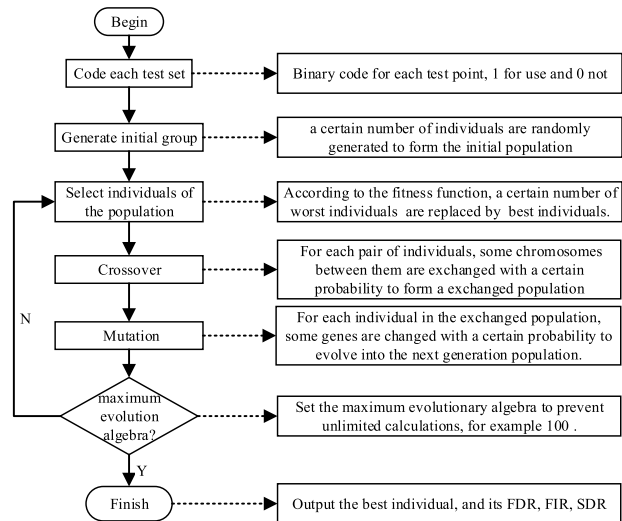 Begin
Code each test set
Binary code for each test point, 1 for use and 0 not
Generate initial group
a certain number of individuals are randomly
generated to form the initial population
Select individuals of
the population
According to the fitness function, a certain number of
worst individuals are replaced by best individuals.
Crossover
For each pair of individuals, some chromosomes
between them are exchanged with a certain
probability to form a exchanged population
N
Mutation
For each individual in the exchanged population,
some genes are changed with a certain probability to
evolve into the next generation population.
maximum
evolution
algebra?
Set the maximum evolutionary algebra to prevent
unlimited calculations, for example 100 .
Y
Finish
Output the best individual, and its FDR, FIR, SDR